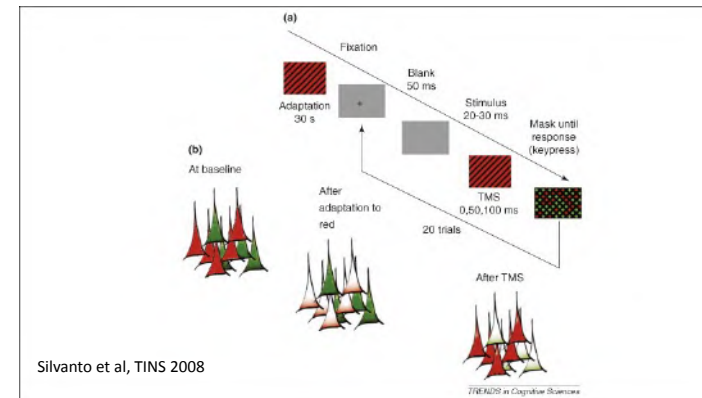 (a)
Fixation
Blank
50 ms
Adaptation
30 s
Stimulus
20-30 ms
Mask until
response
(keypress)
TMS
0,50,100 ms
20 trials
(b)
At baseline
After
adaptation to
red
After TMS
Silvanto et al, TINS 2008
TRENDS in Cognitive Sciences